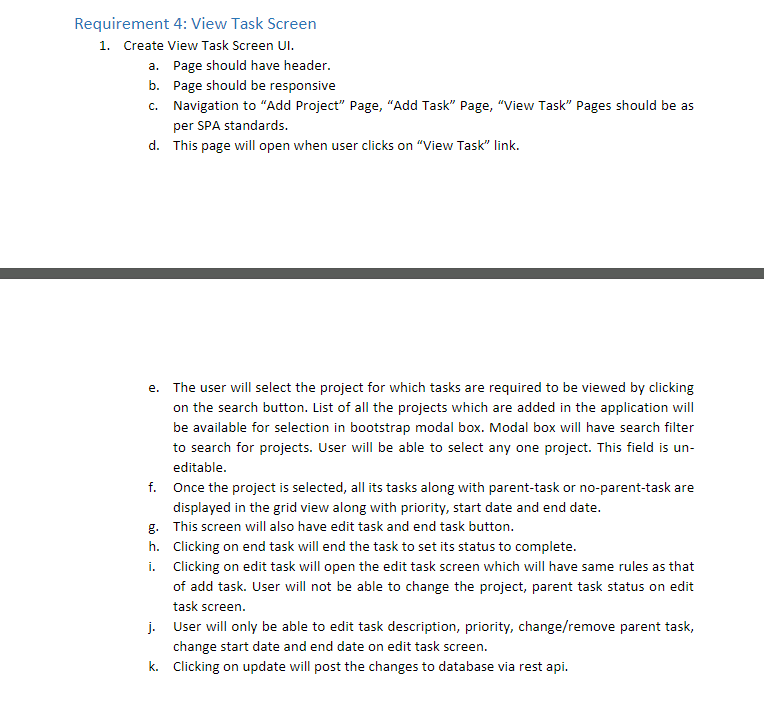 Requirement 4: View Task Screen
1. Create View Task Screen UI.
a. Page should have header.
b. Page should be responsive
c. Navigation to “Add Project” Page, “Add Task” Page, “View Task” Pages should be as
per SPA standards.
d. This page will open when user clicks on “View Task” link.
e. The user will select the project for which tasks are required to be viewed by clicking
on the search button. List of all the projects which are added in the application will
be available for selection in bootstrap modal box. Modal box will have search filter
to search for projects. User will be able to select any one project. This field is un-
editable.
f. Once the project is selected, all its tasks along with parent-task or no-parent-task are
displayed in the grid view along with priority, start date and end date.
g. This screen will also have edit task and end task button.
h. Clicking on end task will end the task to set its status to complete.
i. Clicking on edit task will open the edit task screen which will have same rules as that
of add task. User will not be able to change the project, parent task status on edit
task screen.
j. User will only be able to edit task description, priority, change/remove parent task,
change start date and end date on edit task screen.
k. Clicking on update will post the changes to database via rest api.